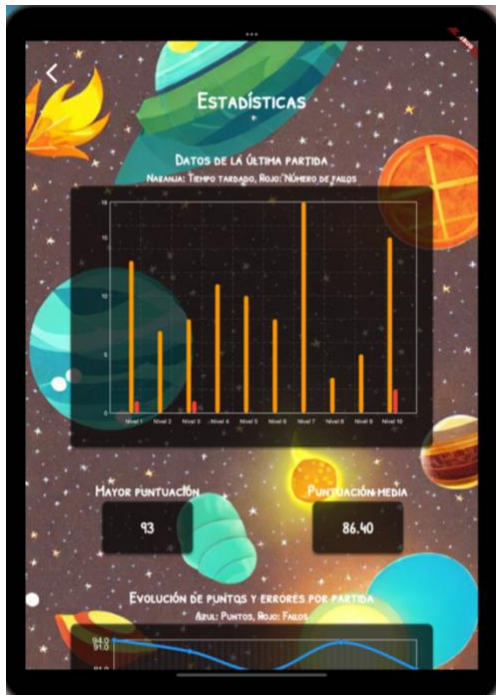 Estadísticas
Datos de la última partida
Naranja: Tiempo tardado, Rojo: Número de fallos
18
15
10
5
0
Nivel 1 Nivel 2 Nivel 3 Nivel 4 Nivel 5 Nivel 6 Nivel 7 Nivel 8 Nivel 9 Nivel 10
Mayor puntuación Puntuación media
93 86.40
Evolución de puntos y errores por partida
Azul: Puntos, Rojo: Fallos
94.0
91.0
81.0